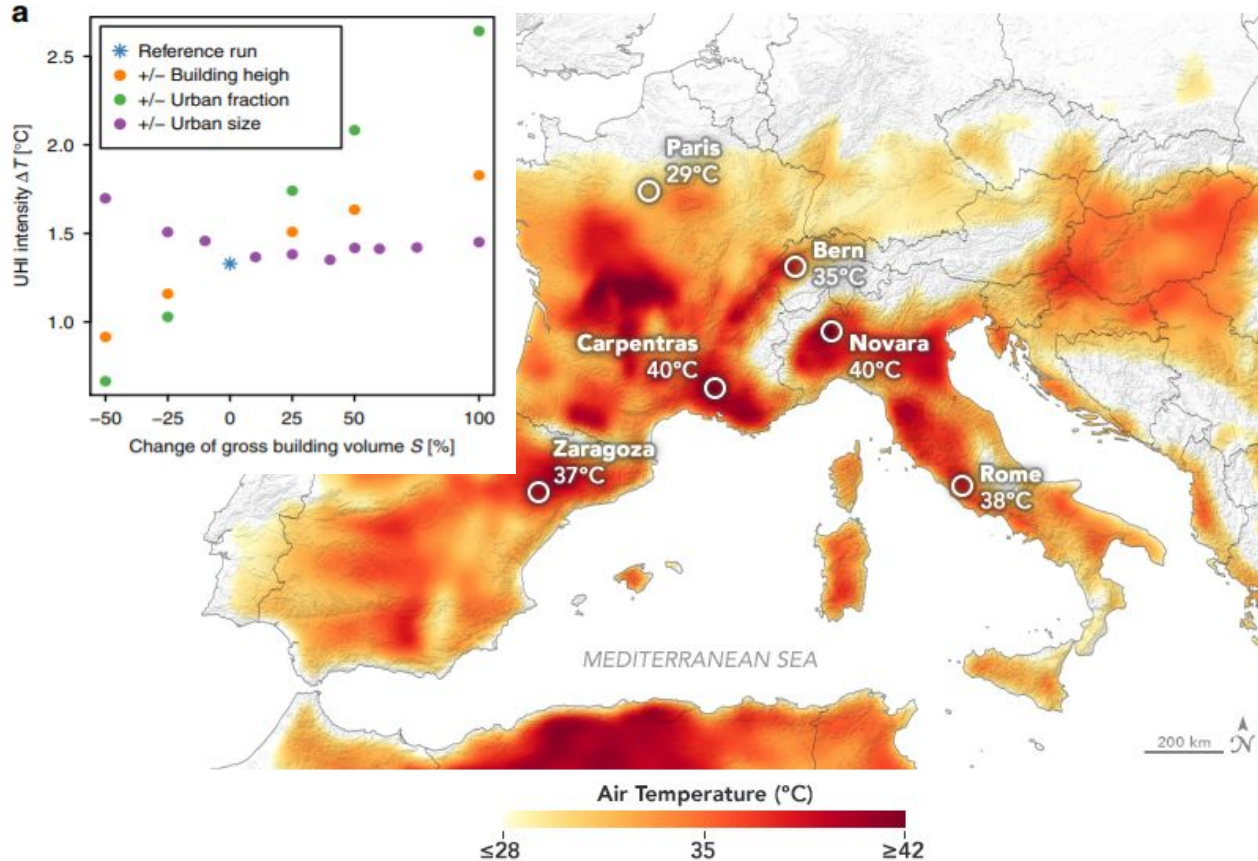 a
2.5
2.0
1.5
1.0
UHI intensity Δ T [°C]
Reference run
+/− Building heigh
+/− Urban fraction
+/− Urban size
−50
−25
0
25
50
100
Change of gross building volume S [%]
Paris
29°C
Bern
35°C
Carpentras
40°C
Novara
40°C
Zaragoza
37°C
Rome
38°C
MEDITERRANEAN SEA
200 km
N
Air Temperature (°C)
≤28
35
≥42